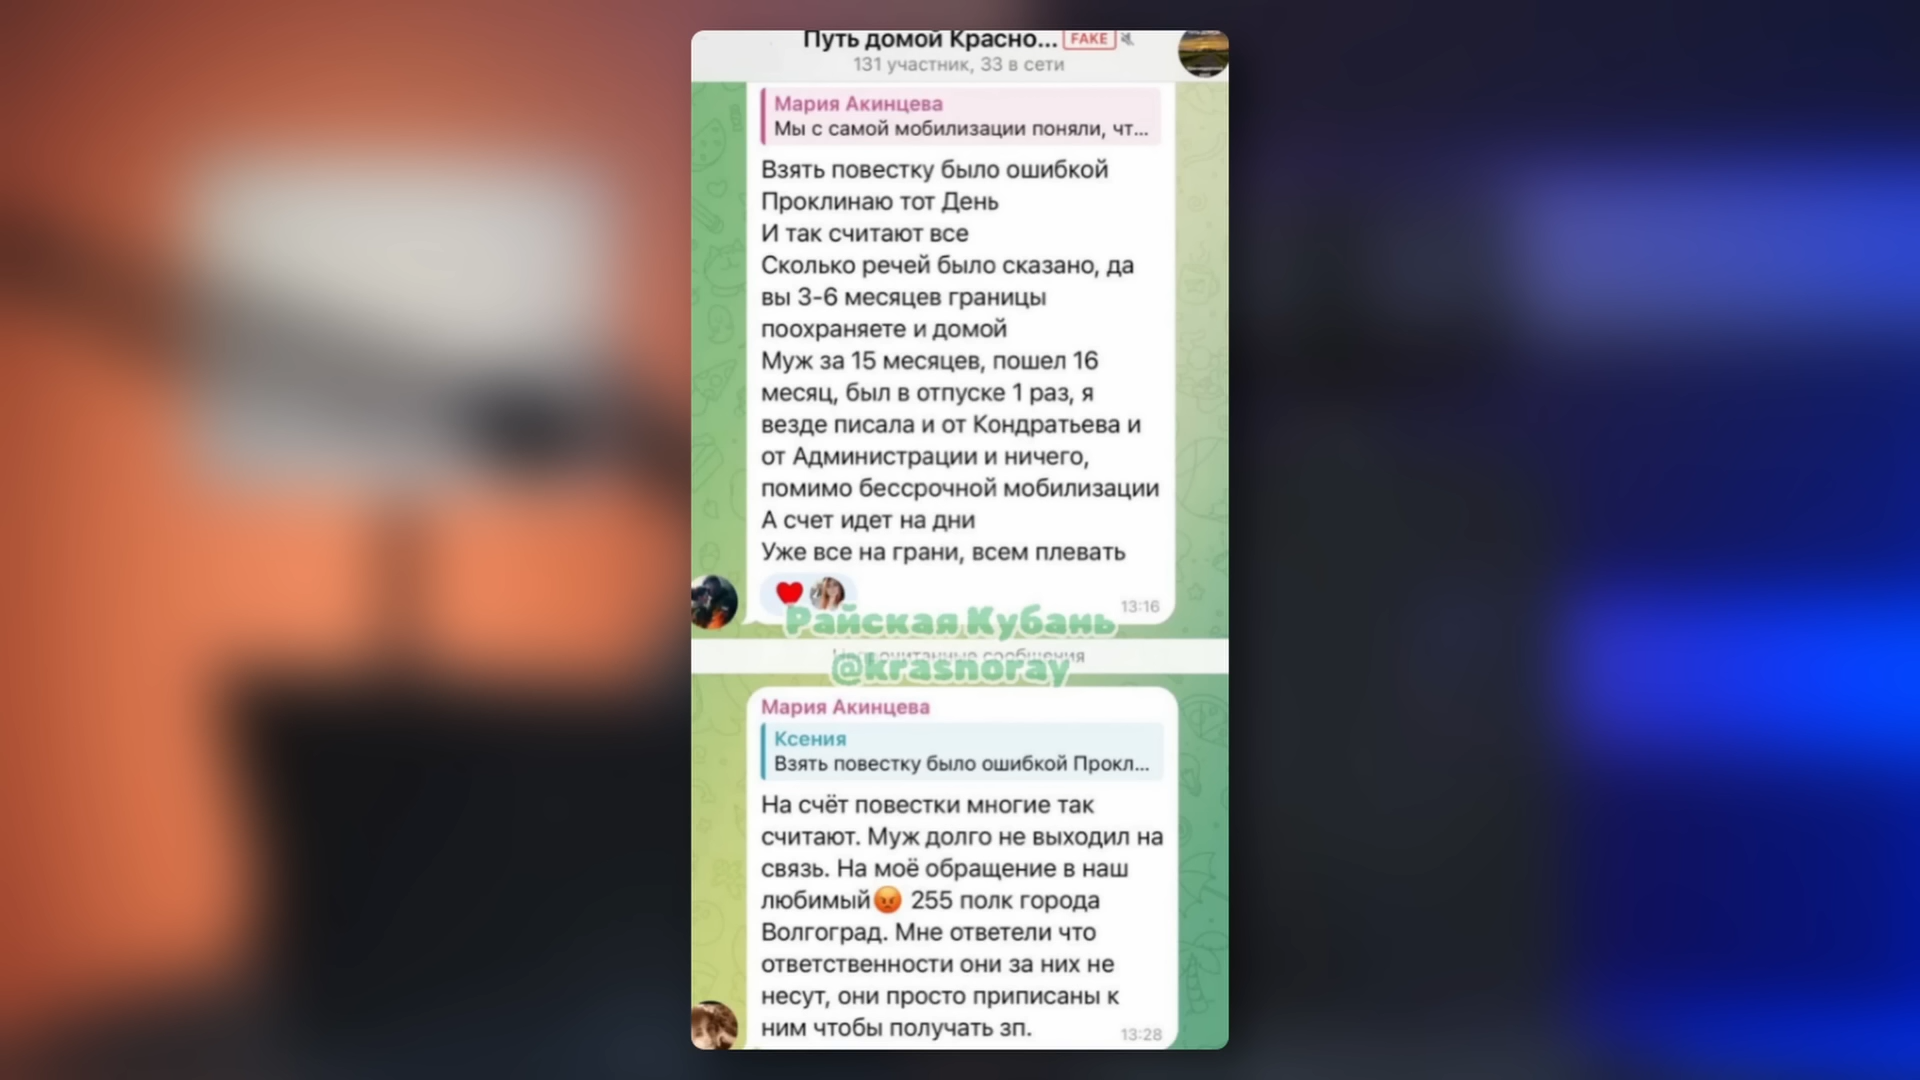 Путь домой Красно... FAKE
131 участник, 33 в сети
Мария Акинцева
Мы с самой мобилизации поняли, чт...
Взять повестку было ошибкой
Проклинаю тот День
И так считают все
Сколько речей было сказано, да
вы 3-6 месяцев границы
поохраняете и домой
Муж за 15 месяцев, пошел 16
месяц, был в отпуске 1 раз, я
везде писала и от Кондратьева и
от Администрации и ничего,
помимо бессрочной мобилизации
А счет идет на дни
Уже все на грани, всем плевать
13:16
Райская Кубань
Непрочитанные сообщения
@krasnoray
Мария Акинцева
Ксения
Взять повестку было ошибкой Прокл...
На счёт повестки многие так
считают. Муж долго не выходил на
связь. На моё обращение в наш
любимый😡 255 полк города
Волгоград. Мне ответели что
ответственности они за них не
несут, они просто приписаны к
ним чтобы получать зп.
13:28